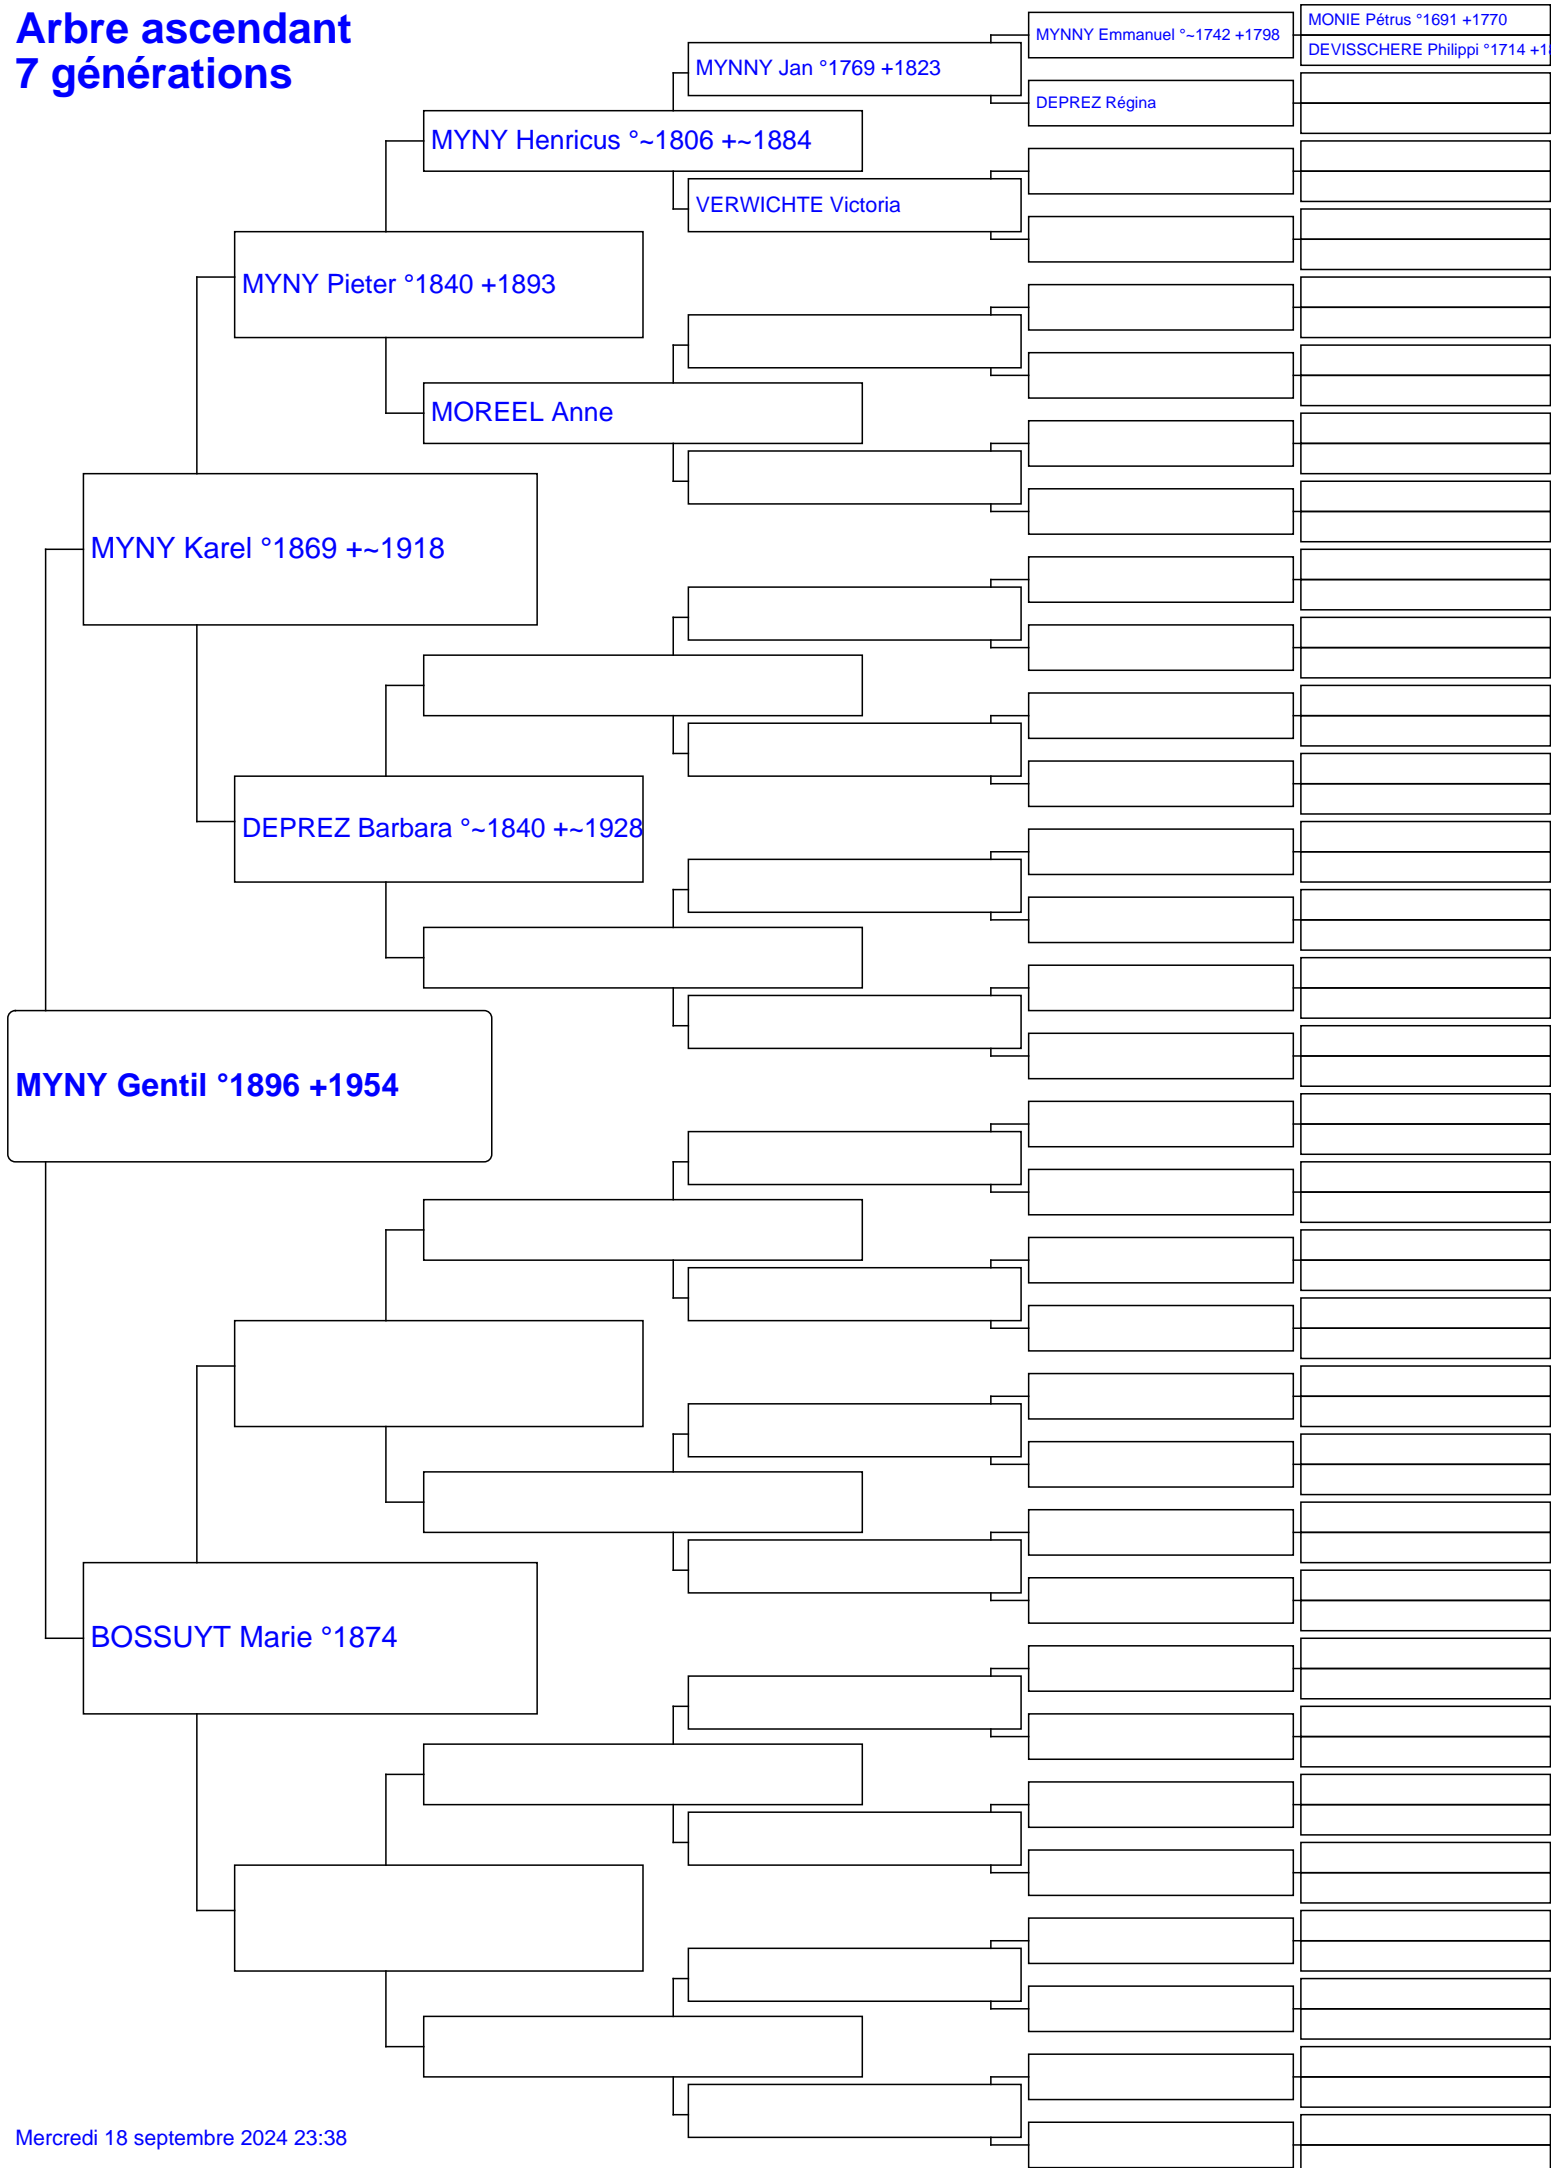 Arbre ascendant
7 générations
MYNNY Emmanuel °~1742 +1798
MONIE Pétrus °1691 +1770
DEVISSCHERE Philippi °1714 +1
MYNNY Jan °1769 +1823
DEPREZ Régina
MYNY Henricus °~1806 +~1884
VERWICHTE Victoria
MYNY Pieter °1840 +1893
MOREEL Anne
MYNY Karel °1869 +~1918
DEPREZ Barbara °~1840 +~1928
MYNY Gentil °1896 +1954
BOSSUYT Marie °1874
Mercredi 18 septembre 2024 23:38